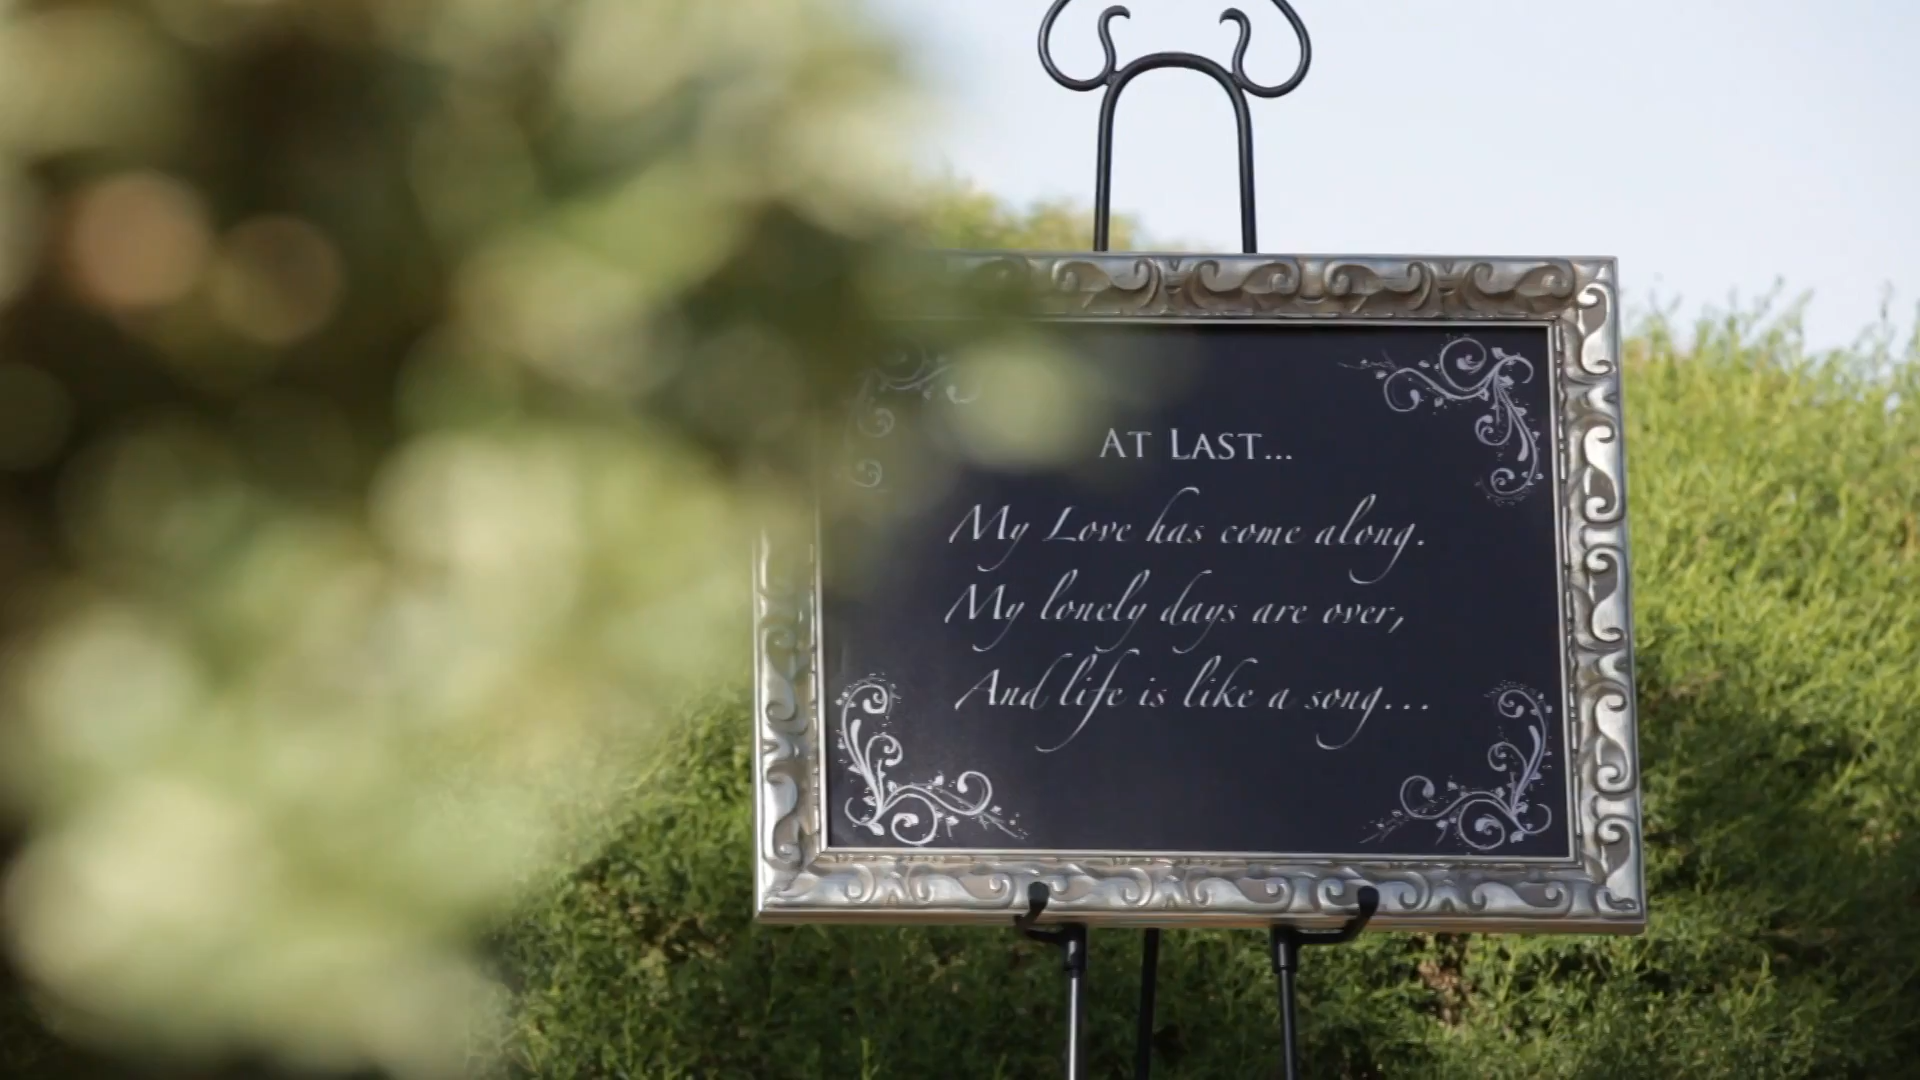 AT LAST...
My Love has come along.
My lonely days are over,
And life is like a song...